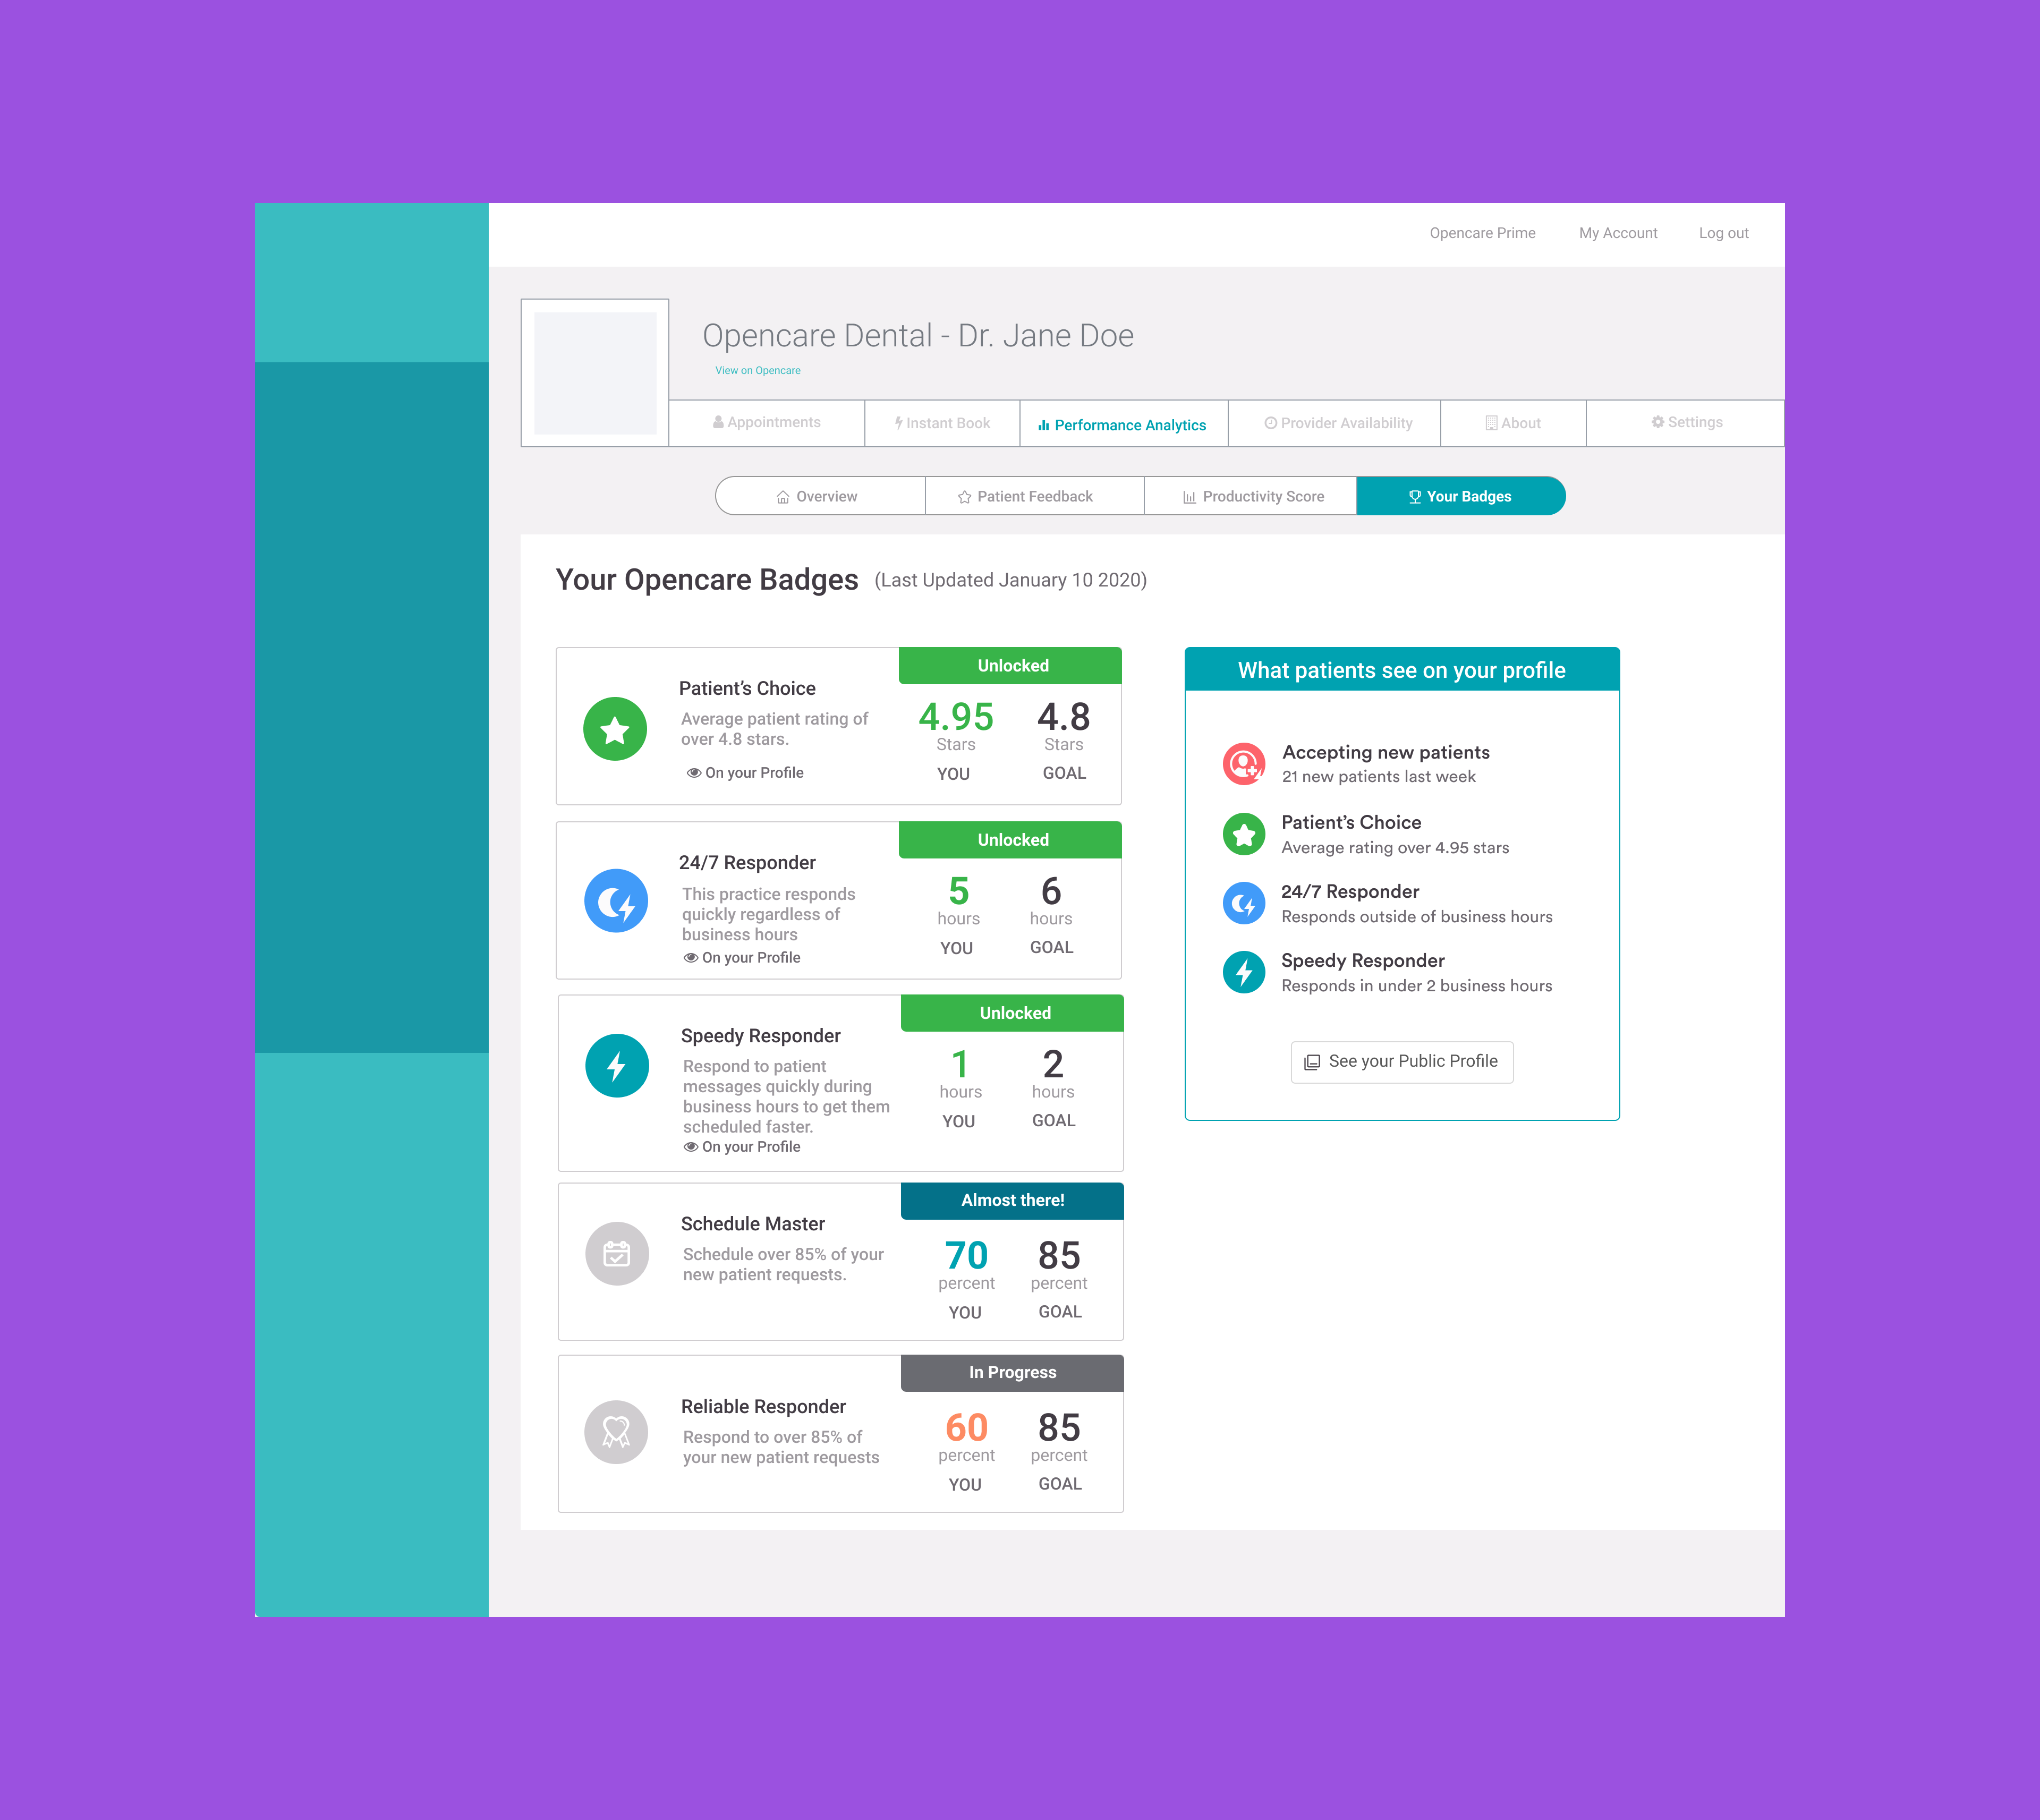 Opencare Prime
My Account
Log out
Opencare Dental - Dr. Jane Doe
View on Opencare
Appointments
Instant Book
Performance Analytics
Provider Availability
About
Settings
Overview
Patient Feedback
Productivity Score
Your Badges
Your Opencare Badges (Last Updated January 10 2020)
Unlocked
Patient’s Choice
Average patient rating of
over 4.8 stars.
On your Profile
4.95
Stars
YOU
4.8
Stars
GOAL
Unlocked
24/7 Responder
This practice responds
quickly regardless of
business hours
On your Profile
5
hours
YOU
6
hours
GOAL
Unlocked
Speedy Responder
Respond to patient
messages quickly during
business hours to get them
scheduled faster.
On your Profile
1
hours
YOU
2
hours
GOAL
Almost there!
Schedule Master
Schedule over 85% of your
new patient requests.
70
percent
YOU
85
percent
GOAL
In Progress
Reliable Responder
Respond to over 85% of
your new patient requests
60
percent
YOU
85
percent
GOAL
What patients see on your profile
Accepting new patients
21 new patients last week
Patient’s Choice
Average rating over 4.95 stars
24/7 Responder
Responds outside of business hours
Speedy Responder
Responds in under 2 business hours
See your Public Profile